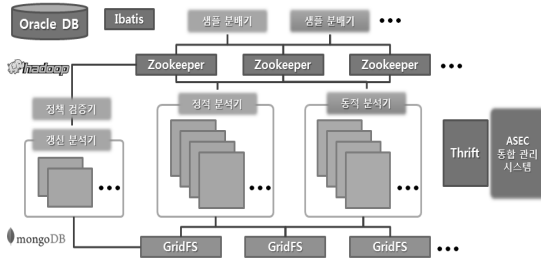 Oracle DB
Ibatis
샘플 분배기
샘플 분배기
hadoop
Zookeeper
Zookeeper
Zookeeper
정책 검증기
정적 분석기
동적 분석기
갱신 분석기
Thrift
ASEC
통합 관리
시스템
mongoDB
GridFS
GridFS
GridFS